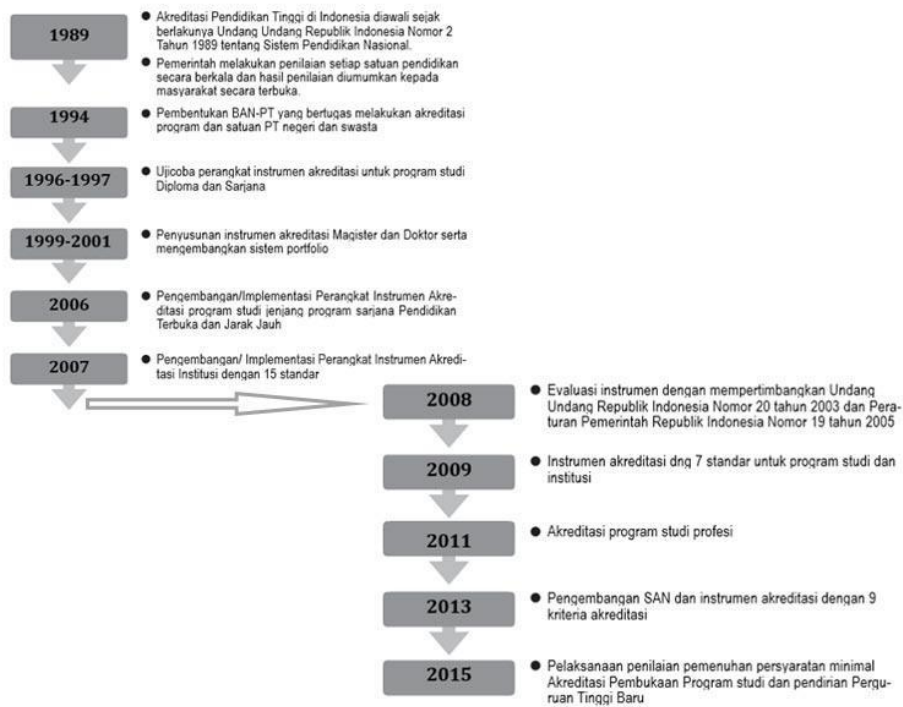 1989
● Akreditasi Pendidikan Tinggi di Indonesia diawali sejak
berlakunya Undang Undang Republik Indonesia Nomor 2
Tahun 1989 tentang Sistem Pendidikan Nasional.
● Pemerintah melakukan penilaian setiap satuan pendidikan
secara berkala dan hasil penilaian diumumkan kepada
masyarakat secara terbuka.
1994
● Pembentukan BAN-PT yang bertugas melakukan akreditasi
program dan satuan PT negeri dan swasta
1996-1997
● Ujicoba perangkat instrumen akreditasi untuk program studi
Diploma dan Sarjana
1999-2001
● Penyusunan instrumen akreditasi Magister dan Doktor serta
mengembangkan sistem portfolio
2006
● Pengembangan/Implementasi Perangkat Instrumen Akre-
ditasi program studi jenjang program sarjana Pendidikan
Terbuka dan Jarak Jauh
2007
● Pengembangan/ Implementasi Perangkat Instrumen Akredi-
tasi Institusi dengan 15 standar
2008
● Evaluasi instrumen dengan mempertimbangkan Undang
Undang Republik Indonesia Nomor 20 tahun 2003 dan Pera-
turan Pemerintah Republik Indonesia Nomor 19 tahun 2005
2009
● Instrumen akreditasi dng 7 standar untuk program studi dan
institusi
2011
● Akreditasi program studi profesi
2013
● Pengembangan SAN dan instrumen akreditasi dengan 9
kriteria akreditasi
2015
● Pelaksanaan penilaian pemenuhan persyaratan minimal
Akreditasi Pembukaan Program studi dan pendirian Pergu-
ruan Tinggi Baru